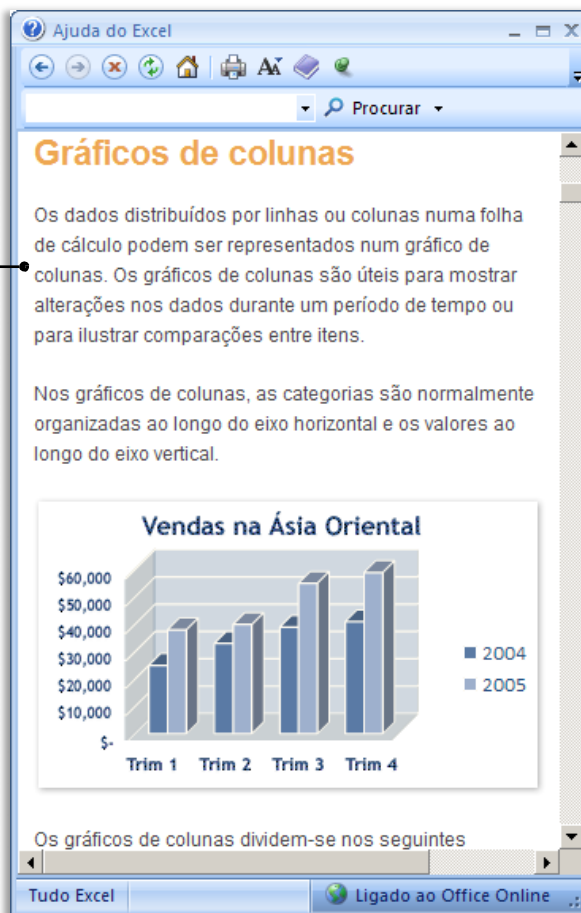 Ajuda do Excel
Procurar
Gráficos de colunas
Os dados distribuídos por linhas ou colunas numa folha
de cálculo podem ser representados num gráfico de
colunas. Os gráficos de colunas são úteis para mostrar
alterações nos dados durante um período de tempo ou
para ilustrar comparações entre itens.
Nos gráficos de colunas, as categorias são normalmente
organizadas ao longo do eixo horizontal e os valores ao
longo do eixo vertical.
Vendas na Ásia Oriental
$60,000
$50,000
$40,000
$30,000
$20,000
$10,000
$-
Trim 1 Trim 2 Trim 3 Trim 4
2004
2005
Os gráficos de colunas dividem-se nos seguintes
Tudo Excel Ligado ao Office Online